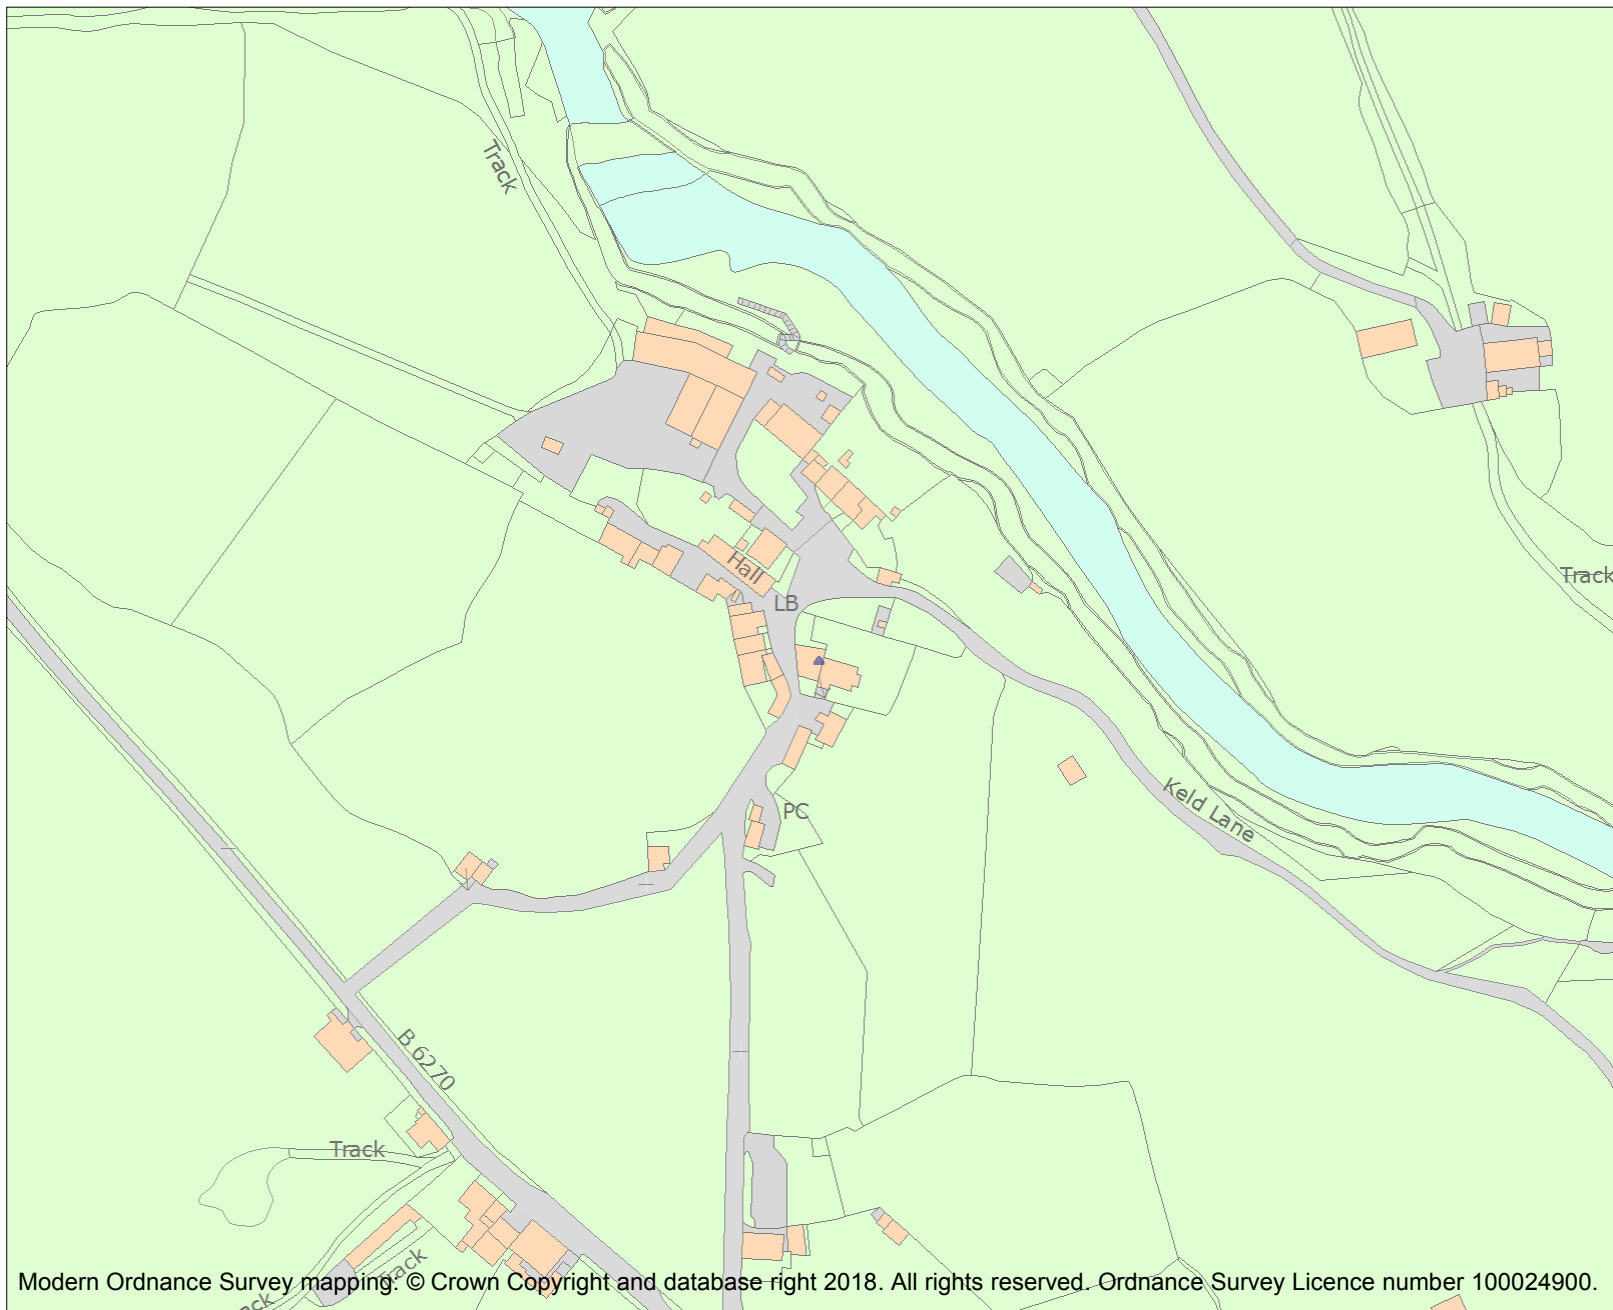 Track
Hall
LB
Track
Keld Lane
PC
B 6270
Track
Track
Modern Ordnance Survey mapping: © Crown Copyright and database right 2018. All rights reserved. Ordnance Survey Licence number 100024900.